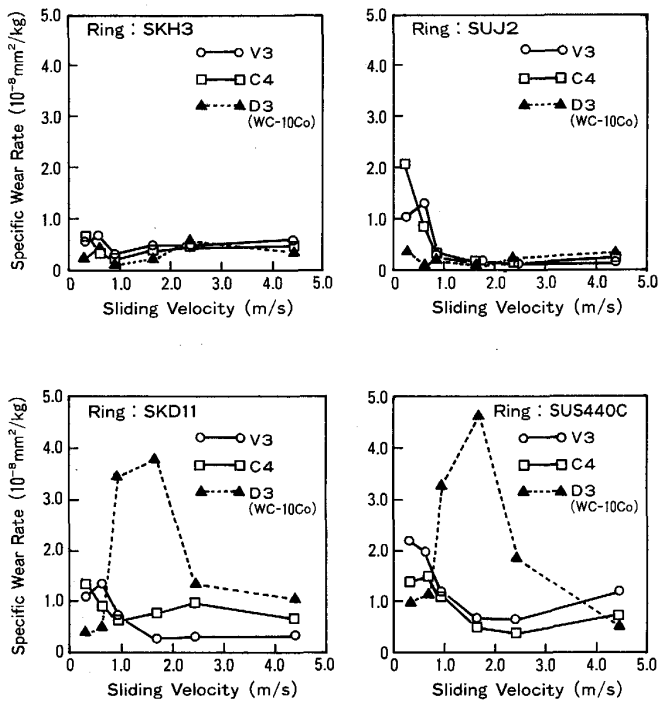 Ring : SKH3
V3
C4
D3
(WC-10Co)
5.0
4.0
3.0
2.0
1.0
0
Specific Wear Rate (10⁻⁸mm²/kg)
0 1.0 2.0 3.0 4.0 5.0
Sliding Velocity (m/s)
Ring : SUJ2
V3
C4
D3
(WC-10Co)
5.0
4.0
3.0
2.0
1.0
0
0 1.0 2.0 3.0 4.0 5.0
Sliding Velocity (m/s)
Ring : SKD11
V3
C4
D3
(WC-10Co)
5.0
4.0
3.0
2.0
1.0
0
Specific Wear Rate (10⁻⁸mm²/kg)
0 1.0 2.0 3.0 4.0 5.0
Sliding Velocity (m/s)
Ring : SUS440C
V3
C4
D3
(WC-10Co)
5.0
4.0
3.0
2.0
1.0
0
0 1.0 2.0 3.0 4.0 5.0
Sliding Velocity (m/s)